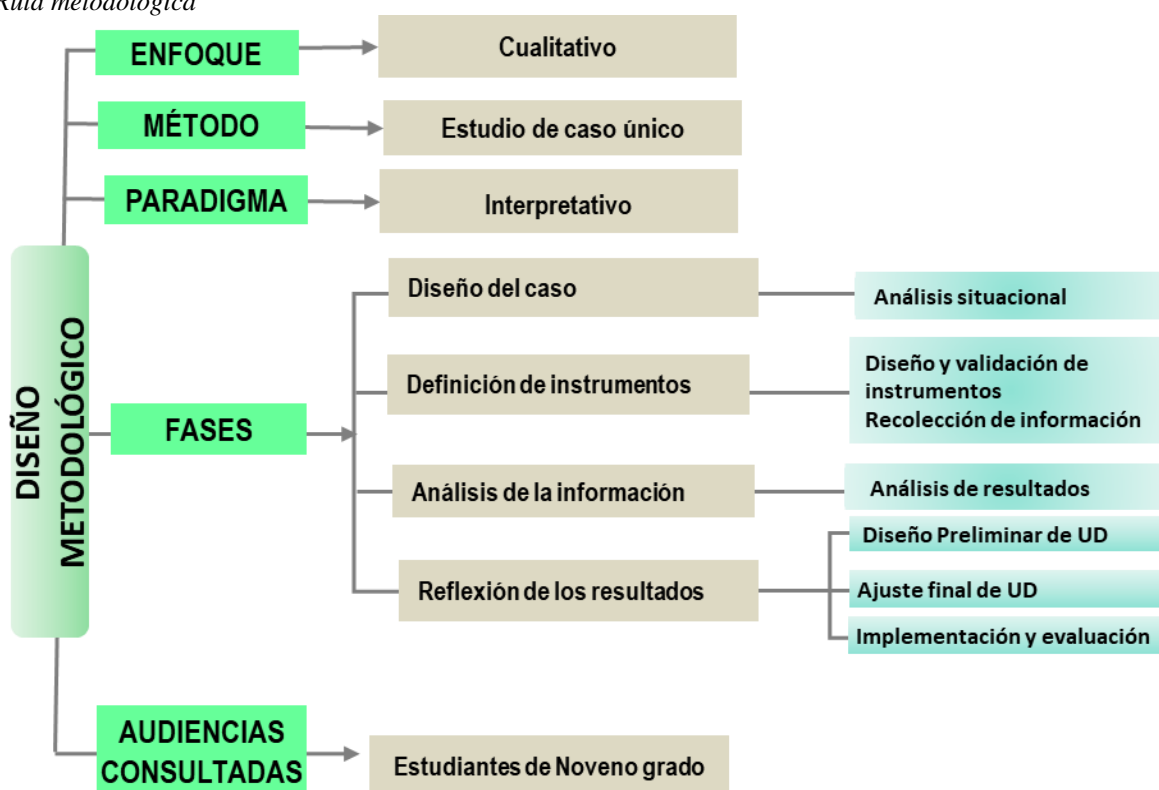 Ruta metodológica
ENFOQUE
Cualitativo
MÉTODO
Estudio de caso único
PARADIGMA
Interpretativo
DISEÑO
METODOLÓGICO
FASES
Diseño del caso
Análisis situacional
Definición de instrumentos
Diseño y validación de
instrumentos
Recolección de información
Análisis de la información
Análisis de resultados
Reflexión de los resultados
Diseño Preliminar de UD
Ajuste final de UD
Implementación y evaluación
AUDIENCIAS
CONSULTADAS
Estudiantes de Noveno grado